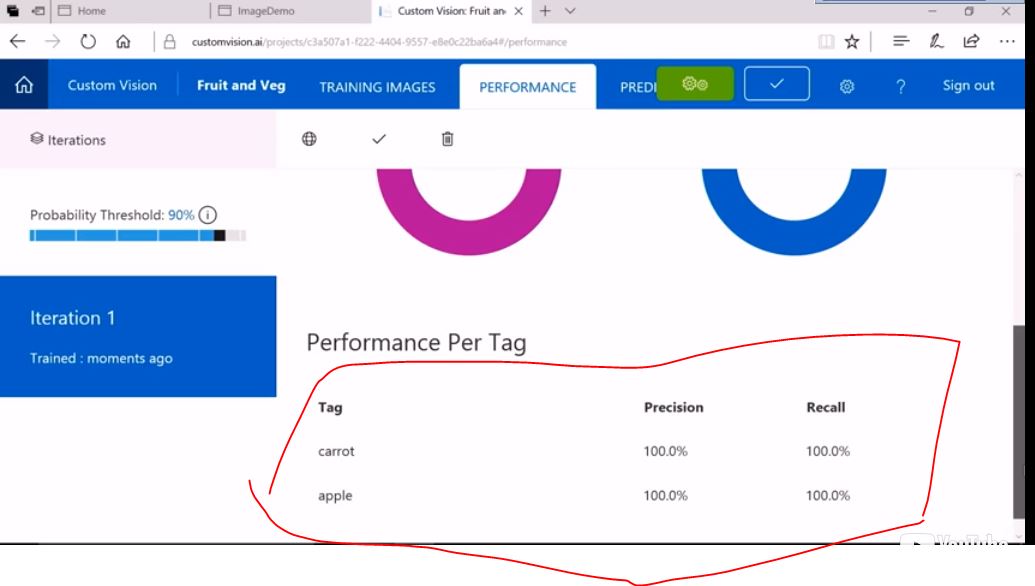 Home ImageDemo Custom Vision: Fruit an
customvision.ai/projects/c3a507a1-f222-4404-9557-e8e0c22ba6a4#/performance
Custom Vision Fruit and Veg TRAINING IMAGES PERFORMANCE PREDI Sign out
Iterations
Probability Threshold: 90%
Iteration 1
Trained : moments ago
Performance Per Tag
Tag Precision Recall
carrot 100.0% 100.0%
apple 100.0% 100.0%
YouTube